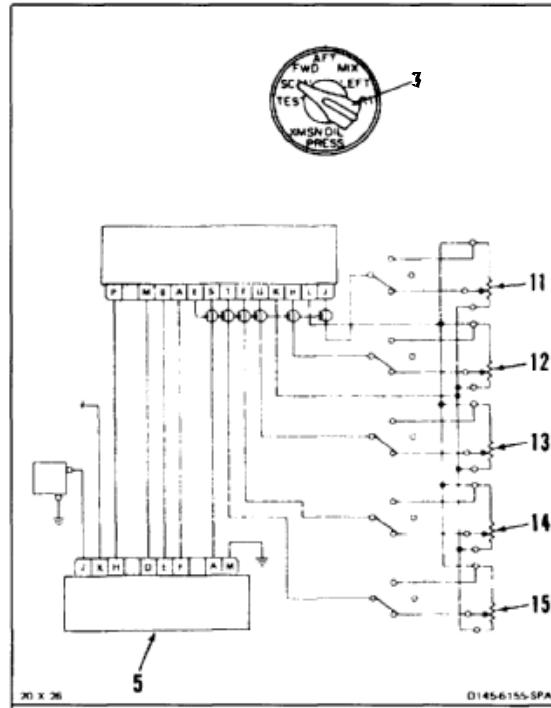 AFT
FWD MIX
SCAN LEFT
TEST RT
3
XMSN OIL
PRESS
11
P M B A E S T F U K H L J
12
13
14
J K H D E F A M
15
5
20 X 26 D145-6155-SPA